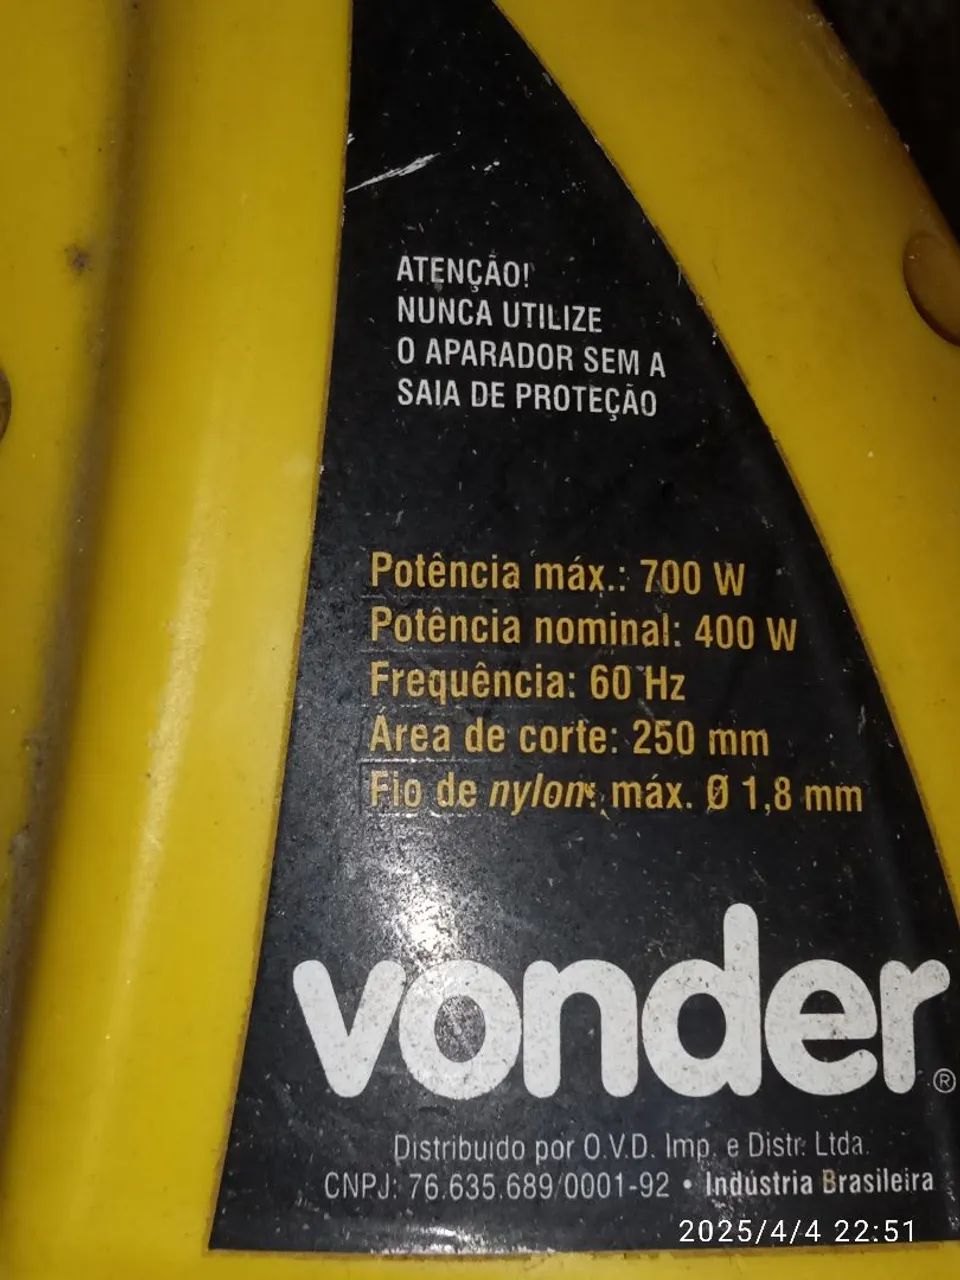 ATENÇÃO!
NUNCA UTILIZE
O APARADOR SEM A
SAIA DE PROTEÇÃO
Potência máx.: 700 W
Potência nominal: 400 W
Frequência: 60 Hz
Área de corte: 250 mm
Fio de nylon: máx. Ø 1,8 mm
vonder®
Distribuido por O.V.D. Imp. e Distr. Ltda.
CNPJ: 76.635.689/0001-92 • Indústria Brasileira
2025/4/4 22:51